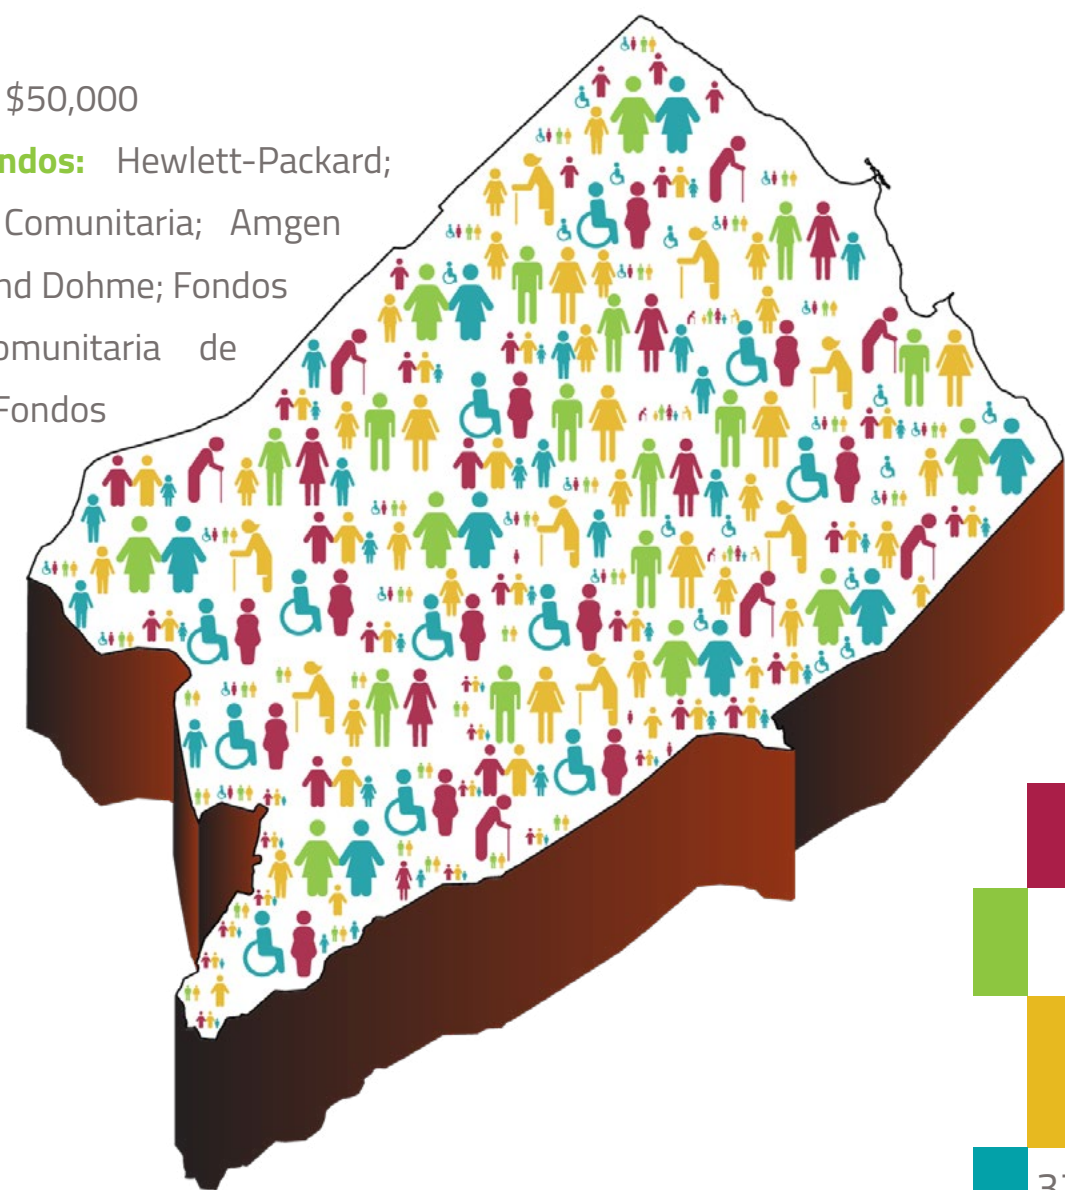 $50,000
ndos: Hewlett-Packard;
Comunitaria; Amgen
nd Dohme; Fondos
omunitaria de
Fondos